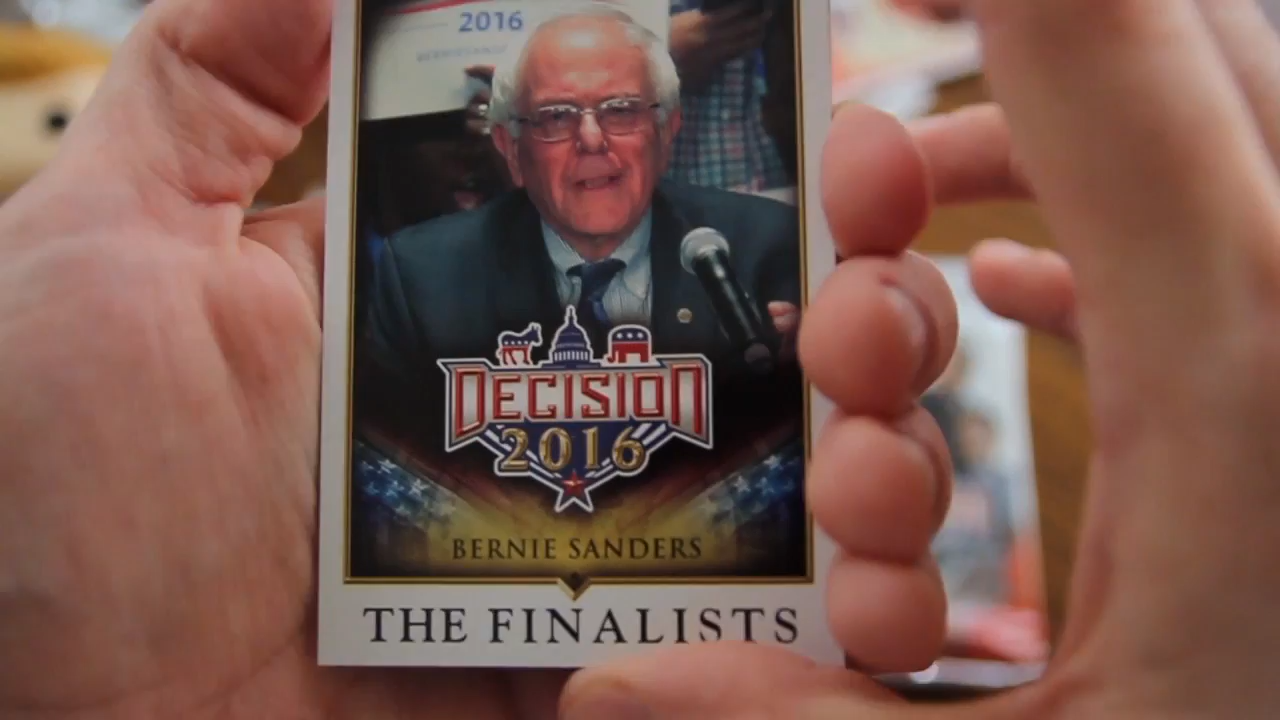 2016
DECISION
2016
BERNIE SANDERS
THE FINALISTS